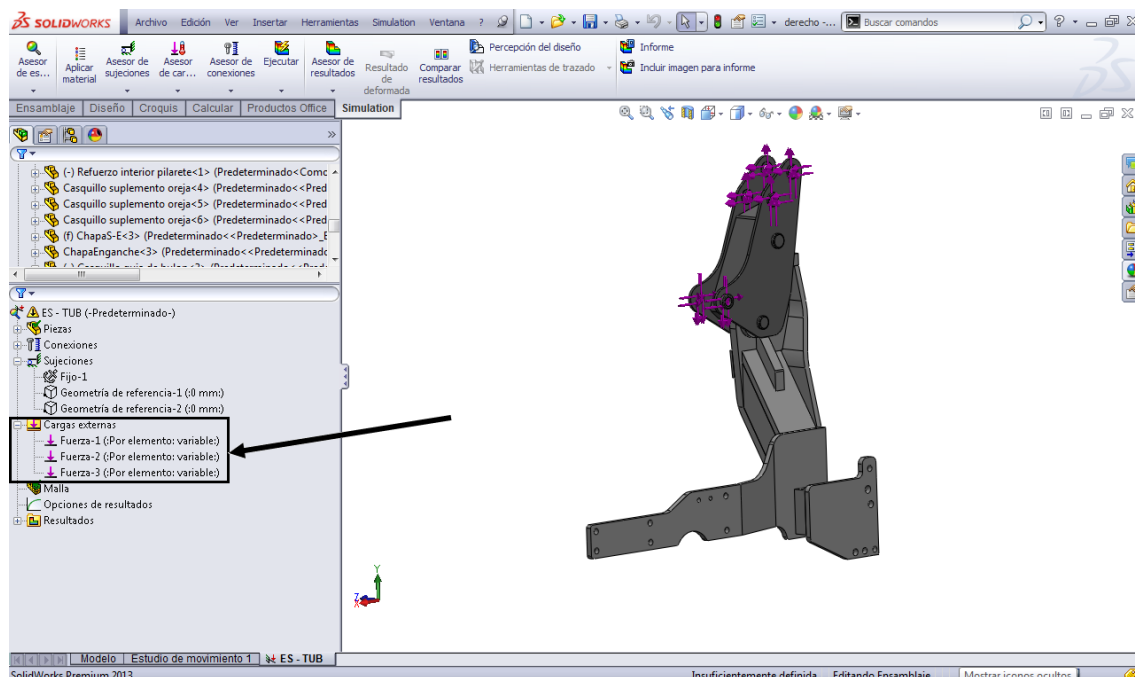 SOLIDWORKS Archivo Edición Ver Insertar Herramientas Simulation Ventana ? derecho -... Buscar comandos
Asesor de es...
Aplicar material
Asesor de sujeciones
Asesor de car...
Asesor de conexiones
Ejecutar
Asesor de resultados
Resultado de deformada
Comparar resultados
Percepción del diseño
Herramientas de trazado
Informe
Incluir imagen para informe
Ensamblaje Diseño Croquis Calcular Productos Office Simulation
(-) Refuerzo interior pilarete<1> (Predeterminado<Comc
Casquillo suplemento oreja<4> (Predeterminado<<Pred
Casquillo suplemento oreja<5> (Predeterminado<<Pred
Casquillo suplemento oreja<6> (Predeterminado<<Pred
(f) ChapaS-E<3> (Predeterminado<<Predeterminado>_E
ChapaEnganche<3> (Predeterminado<<Predeterminadc
ES - TUB (-Predeterminado-)
Piezas
Conexiones
Sujeciones
Fijo-1
Geometría de referencia-1 (:0 mm:)
Geometría de referencia-2 (:0 mm:)
Cargas externas
Fuerza-1 (:Por elemento: variable:)
Fuerza-2 (:Por elemento: variable:)
Fuerza-3 (:Por elemento: variable:)
Malla
Opciones de resultados
Resultados
Y
Z
X
Modelo Estudio de movimiento 1 ES - TUB
SolidWorks Premium 2013 Insuficientemente definida Editando Ensamblaje Mostrar iconos ocultos